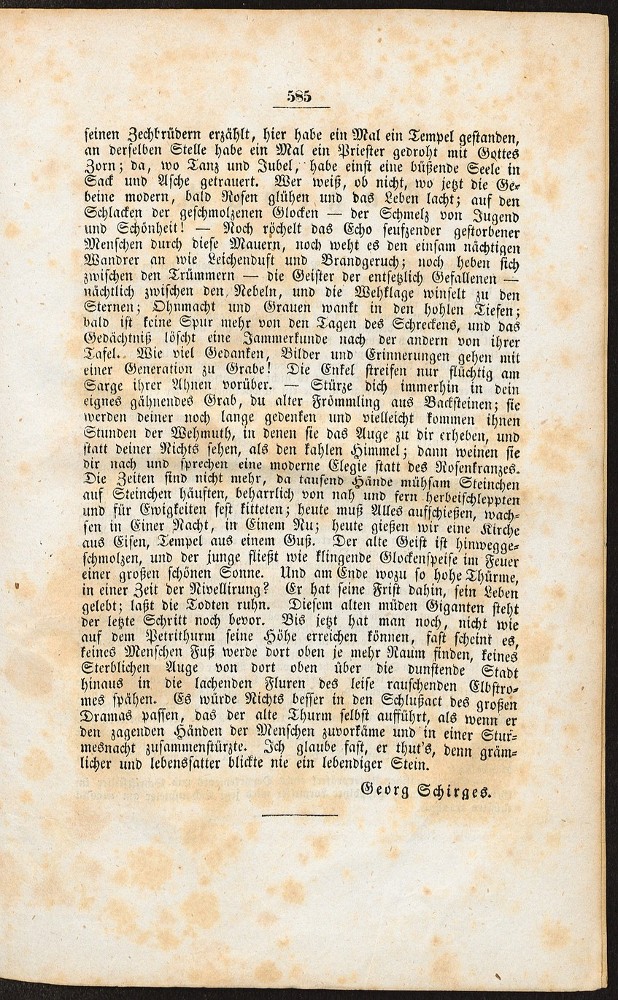 585
seinen Zechbrüdern erzählt, hier habe ein Mal ein Tempel gestanden,
an derselben Stelle habe ein Mal ein Priester gedroht mit Gottes
Zorn; da, wo Tanz und Jubel, habe einst eine büßende Seele in
Sack und Asche getrauert. Wer weiß, ob nicht, wo jetzt die Ge-
beine modern, bald Rosen glühen und das Leben lacht; auf den
Schlacken der geschmolzenen Glocken — der Schmelz von Jugend
und Schönheit! — Noch röchelt das Echo seufzender gestorbener
Menschen durch diese Mauern, noch weht es den einsam nächtigen
Wandrer an wie Leichenduft und Brandgeruch; noch heben sich
zwischen den Trümmern — die Geister der entsetzlich Gefallenen —
nächtlich zwischen den Nebeln, und die Wehklage winselt zu den
Sternen; Ohnmacht und Grauen wankt in den hohlen Tiefen;
bald ist keine Spur mehr von den Tagen des Schreckens, und das
Gedächtniß löscht eine Jammerkunde nach der andern von ihrer
Tafel. Wie viel Gedanken, Bilder und Erinnerungen gehen mit
einer Generation zu Grabe! Die Enkel streifen nur flüchtig am
Sarge ihrer Ahnen vorüber. — Stürze dich immerhin in dein
eignes gähnendes Grab, du alter Frömmling aus Backsteinen; sie
werden deiner noch lange gedenken und vielleicht kommen ihnen
Stunden der Wehmuth, in denen sie das Auge zu dir erheben, und
statt deiner Nichts sehen, als den kahlen Himmel; dann weinen sie
dir nach und sprechen eine moderne Elegie statt des Rosenkranzes.
Die Zeiten sind nicht mehr, da tausend Hände mühsam Steinchen
auf Steinchen häuften, beharrlich von nah und fern herbeischleppten
und für Ewigkeiten fest kitteten; heute muß Alles aufschießen, wach-
sen in Einer Nacht, in Einem Nu; heute gießen wir eine Kirche
aus Eisen, Tempel aus einem Guß. Der alte Geist ist hinwegge-
schmolzen, und der junge fließt wie klingende Glockenspeise im Feuer
einer großen schönen Sonne. Und am Ende wozu so hohe Thürme,
in einer Zeit der Nivellirung? Er hat seine Frist dahin, sein Leben
gelebt; laßt die Todten ruhn. Diesem alten müden Giganten steht
der letzte Schritt noch bevor. Bis jetzt hat man noch, nicht wie
auf dem Petrithurm seine Höhe erreichen können, fast scheint es,
keines Menschen Fuß werde dort oben je mehr Raum finden, keines
Sterblichen Auge von dort oben über die dunstende Stadt
hinaus in die lachenden Fluren des leise rauschenden Elbstro-
mes spähen. Es würde Nichts besser in den Schlußact des großen
Dramas passen, das der alte Thurm selbst aufführt, als wenn er
den zagenden Händen der Menschen zuvorkäme und in einer Stur-
mesnacht zusammenstürzte. Ich glaube fast, er thut's, denn gräm-
licher und lebenssatter blickte nie ein lebendiger Stein.
Georg Schirges.